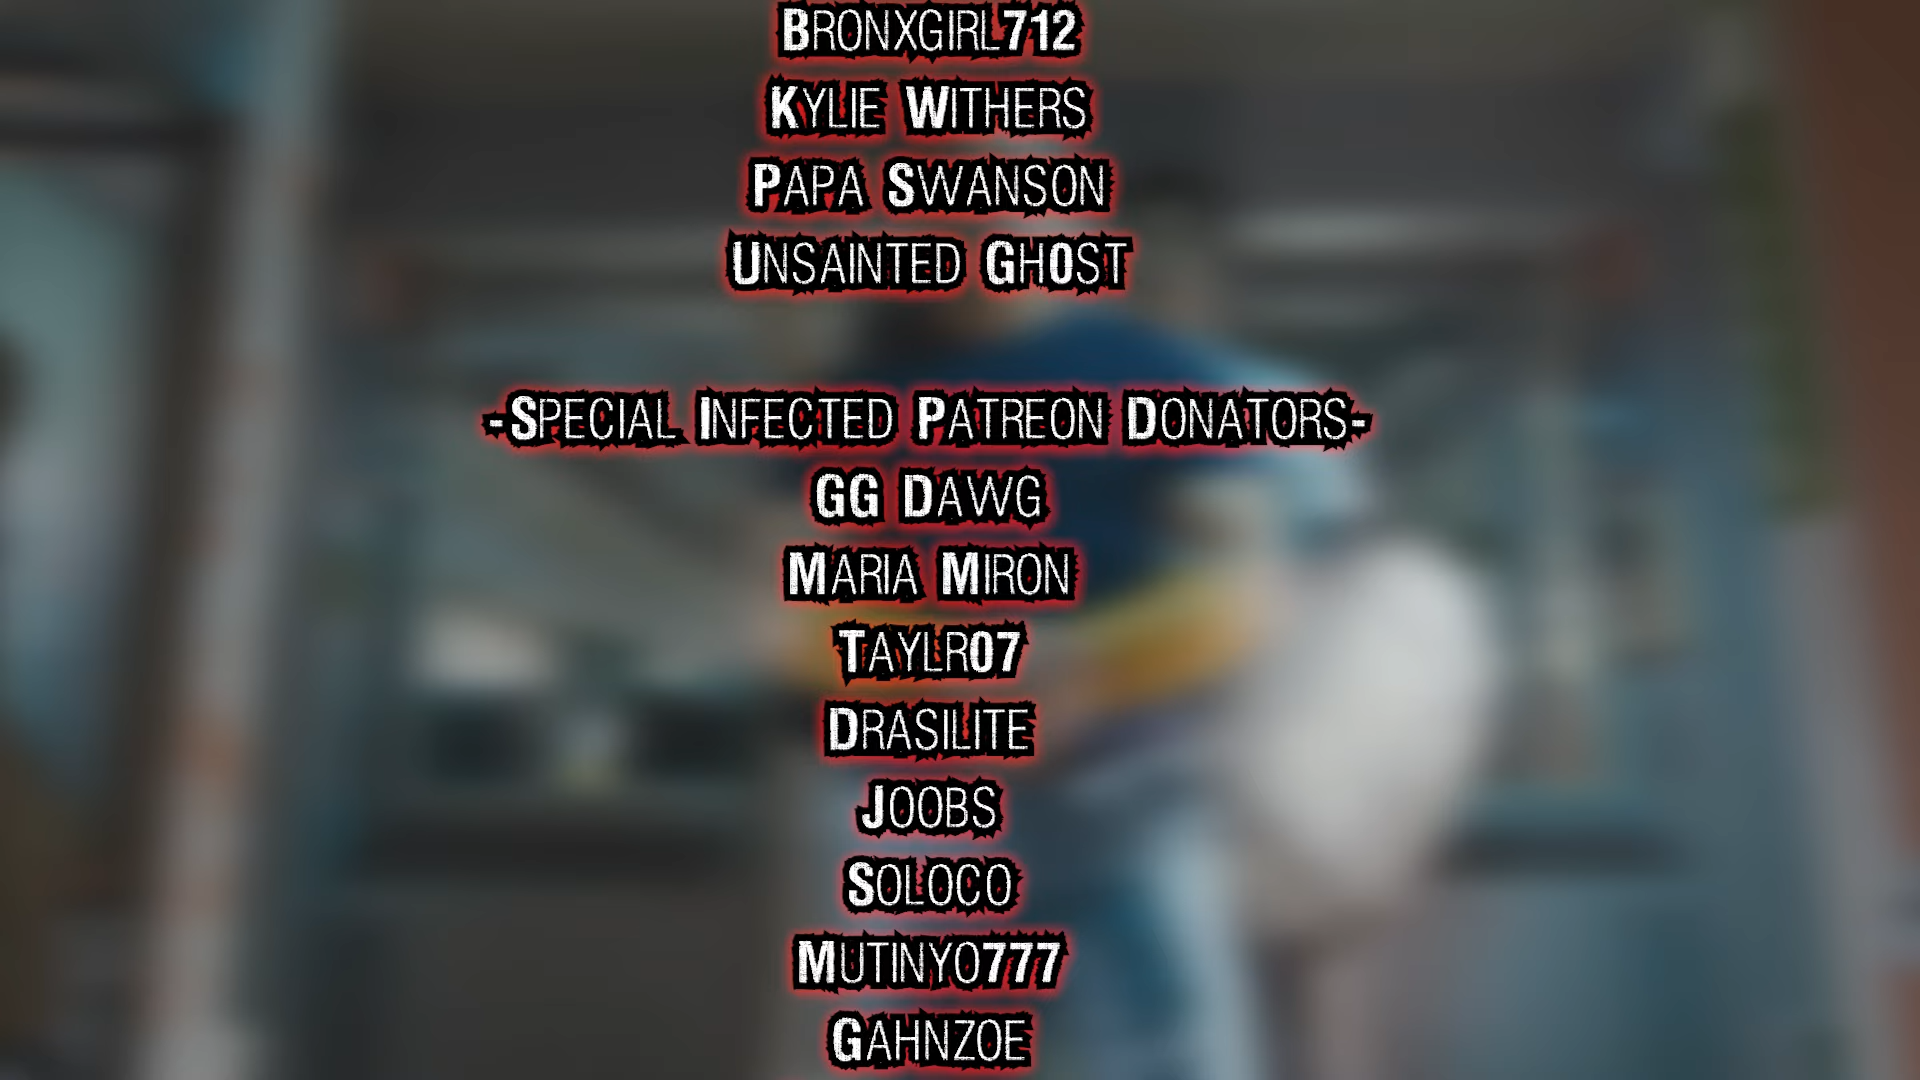 Bronxgirl712
Kylie Withers
Papa Swanson
Unsainted Gh0st
-Special Infected Patreon Donators-
GG Dawg
Maria Miron
Taylr07
Drasilite
Joobs
Soloco
Mutinyo777
Gahnzoe